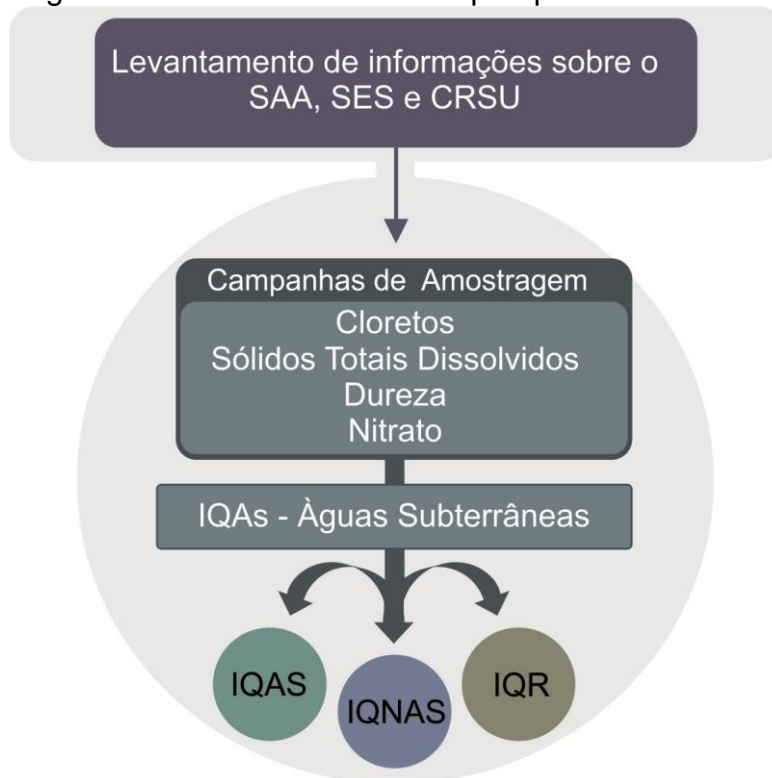 Levantamento de informações sobre o
SAA, SES e CRSU
Campanhas de Amostragem
Cloretos
Sólidos Totais Dissolvidos
Dureza
Nitrato
IQAs - Àguas Subterrâneas
IQAS
IQNAS
IQR